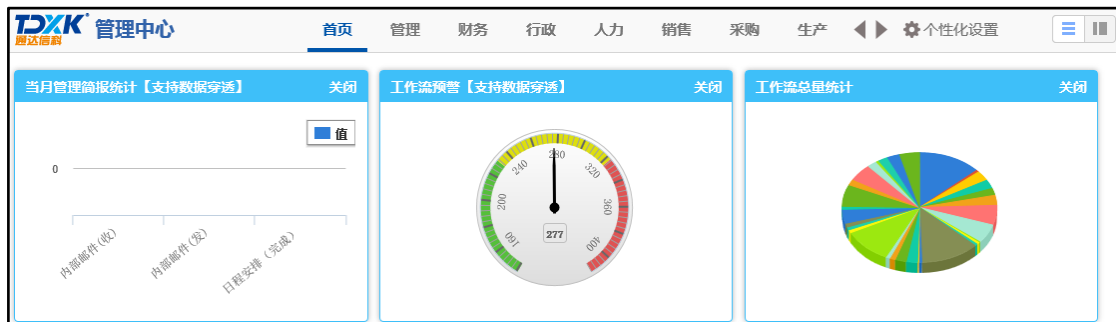 TDXK 通达信科 管理中心 首页 管理 财务 行政 人力 销售 采购 生产 个性化设置
当月管理简报统计【支持数据穿透】 关闭
值
0
内部邮件(收) 内部邮件(发) 日程安排（完成）
工作流预警【支持数据穿透】 关闭
160 200 240 280 320 360 400
277
工作流总量统计 关闭